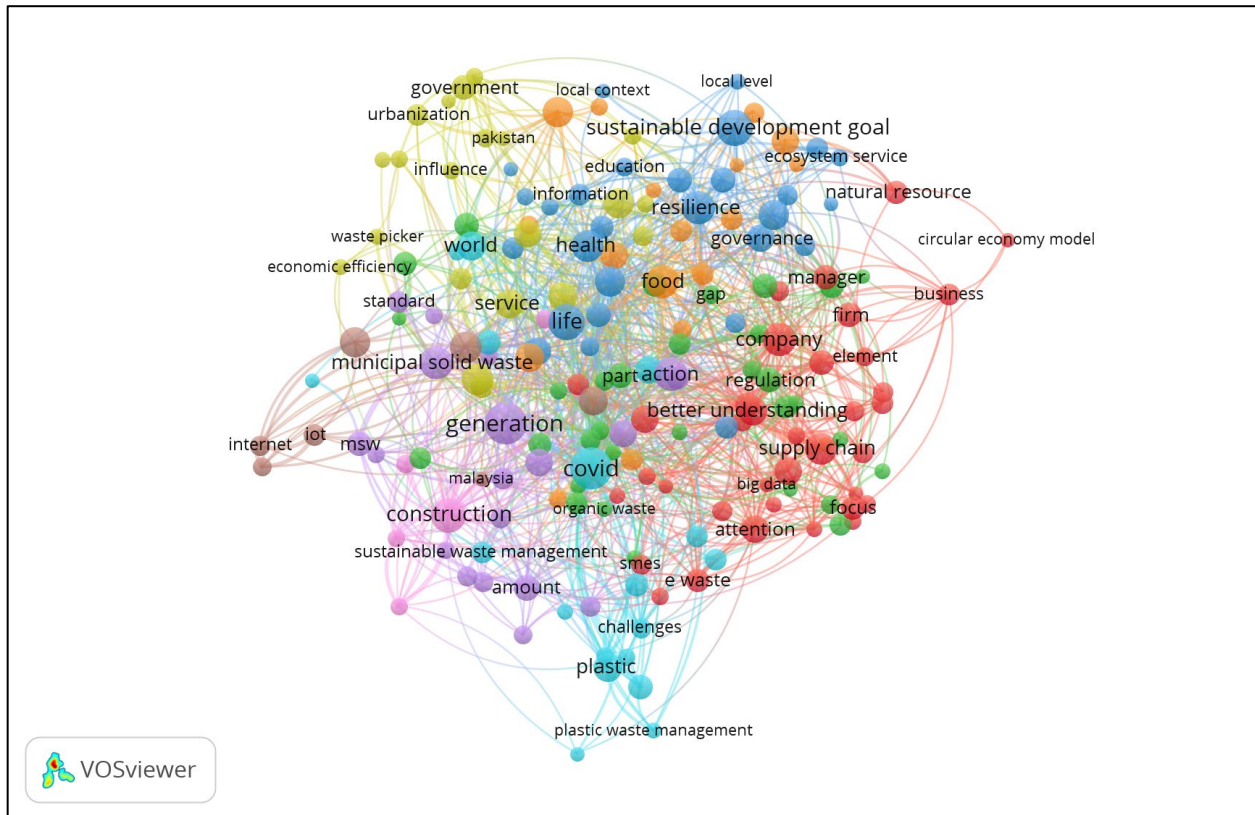 local level
government
local context
urbanization
sustainable development goal
pakistan
education
ecosystem service
influence
information
natural resource
resilience
waste picker
world
health
governance
circular economy model
economic efficiency
food
manager
standard
service
gap
business
life
firm
municipal solid waste
company
element
part
action
regulation
generation
better understanding
internet
iot
msw
covid
supply chain
malaysia
big data
construction
organic waste
focus
attention
sustainable waste management
smes
amount
e waste
challenges
plastic
plastic waste management
VOSviewer